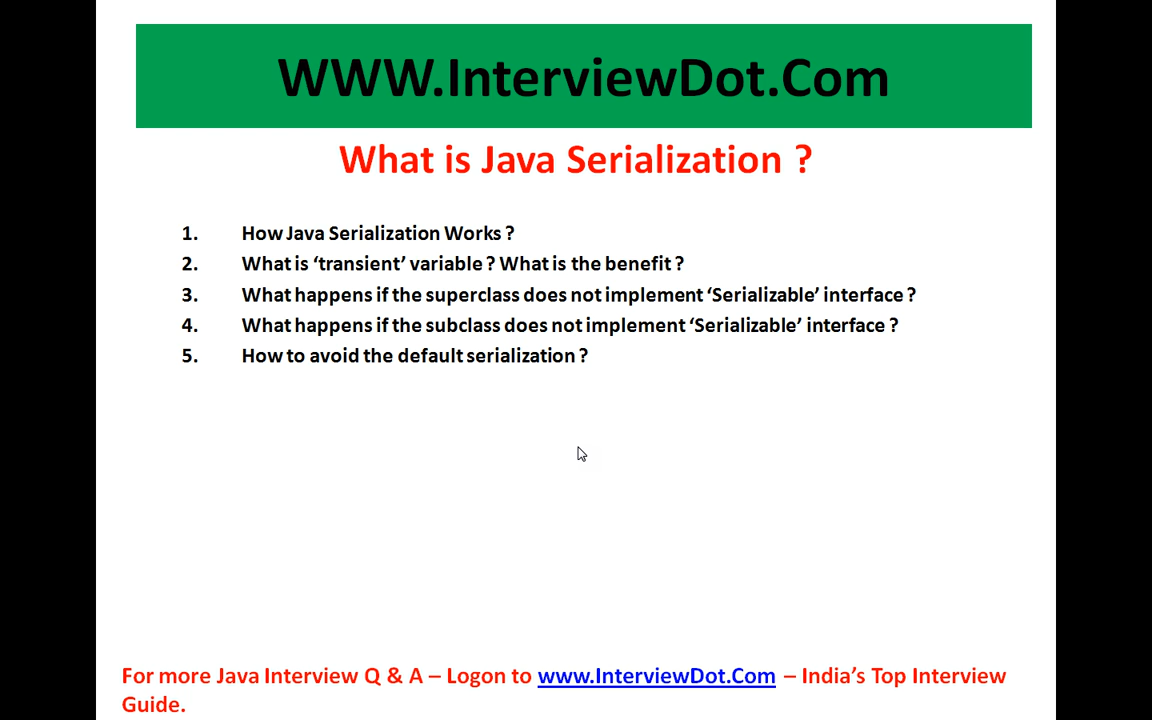 WWW.InterviewDot.Com
What is Java Serialization ?
1. How Java Serialization Works ?
2. What is ‘transient’ variable ? What is the benefit ?
3. What happens if the superclass does not implement ‘Serializable’ interface ?
4. What happens if the subclass does not implement ‘Serializable’ interface ?
5. How to avoid the default serialization ?
For more Java Interview Q & A – Logon to www.InterviewDot.Com – India’s Top Interview
Guide.